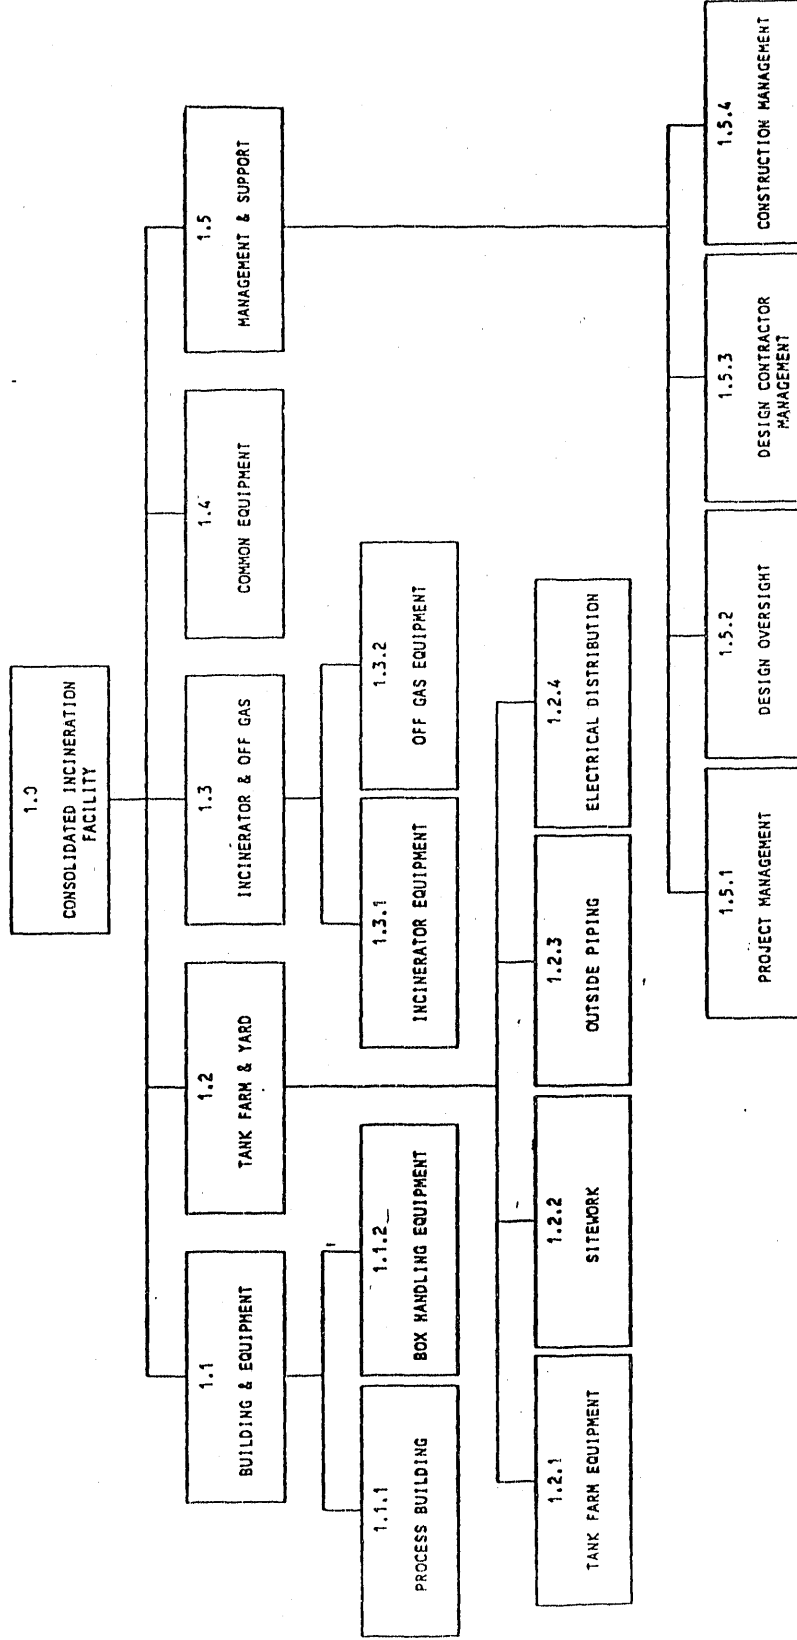 1.0
CONSOLIDATED INCINERATION
FACILITY
1.1
BUILDING & EQUIPMENT
1.2
TANK FARM & YARD
1.3
INCINERATOR & OFF GAS
1.4
COMMON EQUIPMENT
1.5
MANAGEMENT & SUPPORT
1.1.1
PROCESS BUILDING
1.1.2
BOX HANDLING EQUIPMENT
1.3.1
INCINERATOR EQUIPMENT
1.3.2
OFF GAS EQUIPMENT
1.2.1
TANK FARM EQUIPMENT
1.2.2
SITEWORK
1.2.3
OUTSIDE PIPING
1.2.4
ELECTRICAL DISTRIBUTION
1.5.1
PROJECT MANAGEMENT
1.5.2
DESIGN OVERSIGHT
1.5.3
DESIGN CONTRACTOR
MANAGEMENT
1.5.4
CONSTRUCTION MANAGEMENT